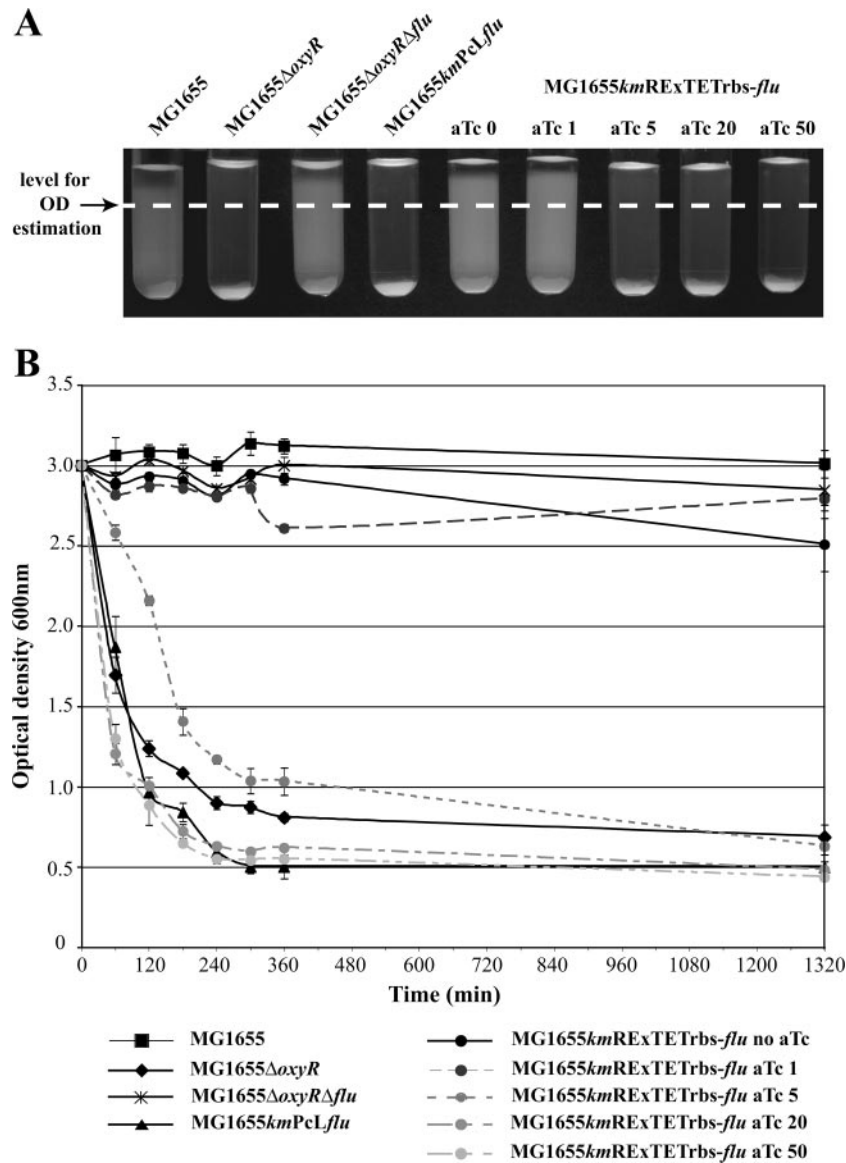 A
MG1655
MG1655ΔoxyR
MG1655ΔoxyRΔflu
MG1655kmPcLflu
MG1655kmRExTETrbs-flu
aTc 0 aTc 1 aTc 5 aTc 20 aTc 50
level for
OD
estimation
B
Optical density 600nm
3.5
3.0
2.5
2.0
1.5
1.0
0.5
0
0 120 240 360 480 600 720 840 960 1080 1200 1320
Time (min)
MG1655
MG1655ΔoxyR
MG1655ΔoxyRΔflu
MG1655kmPcLflu
MG1655kmRExTETrbs-flu no aTc
MG1655kmRExTETrbs-flu aTc 1
MG1655kmRExTETrbs-flu aTc 5
MG1655kmRExTETrbs-flu aTc 20
MG1655kmRExTETrbs-flu aTc 50